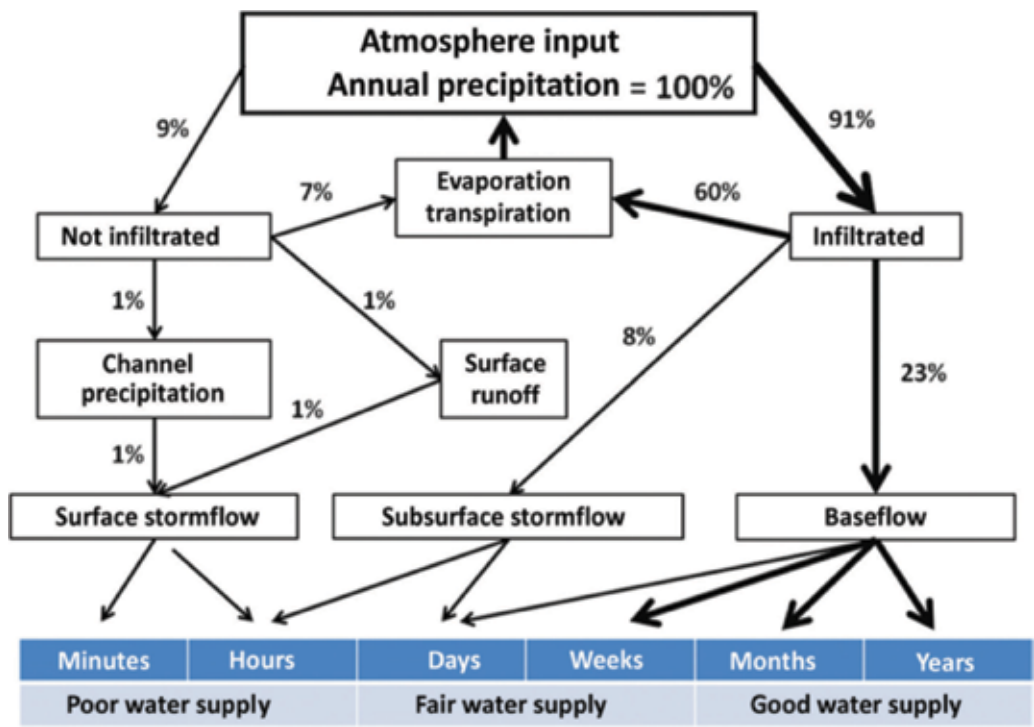 Atmosphere input
Annual precipitation = 100%
9%
91%
7%
Evaporation
transpiration
60%
Not infiltrated
Infiltrated
1%
1%
8%
Channel
precipitation
Surface
runoff
23%
1%
1%
Surface stormflow
Subsurface stormflow
Baseflow
Minutes
Hours
Days
Weeks
Months
Years
Poor water supply
Fair water supply
Good water supply